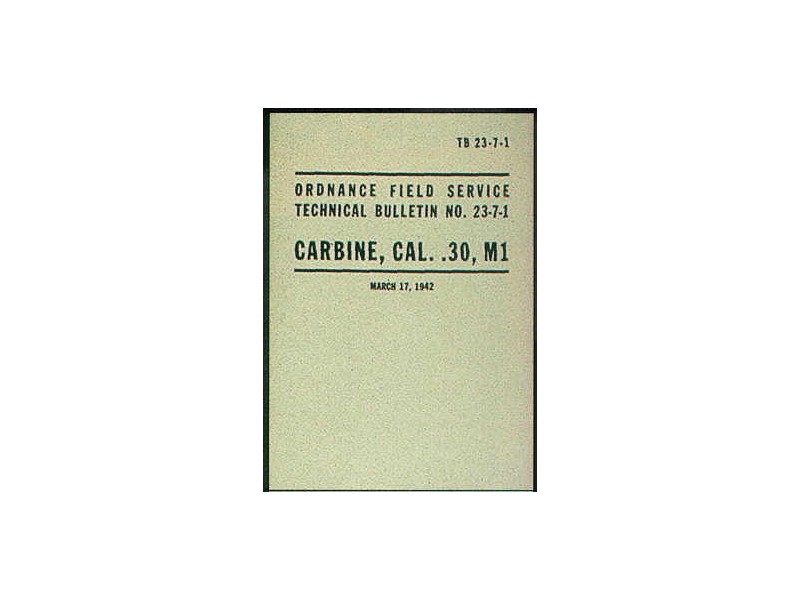 TB 23-7-1
ORDNANCE FIELD SERVICE
TECHNICAL BULLETIN NO. 23-7-1
CARBINE, CAL. .30, M1
MARCH 17, 1942